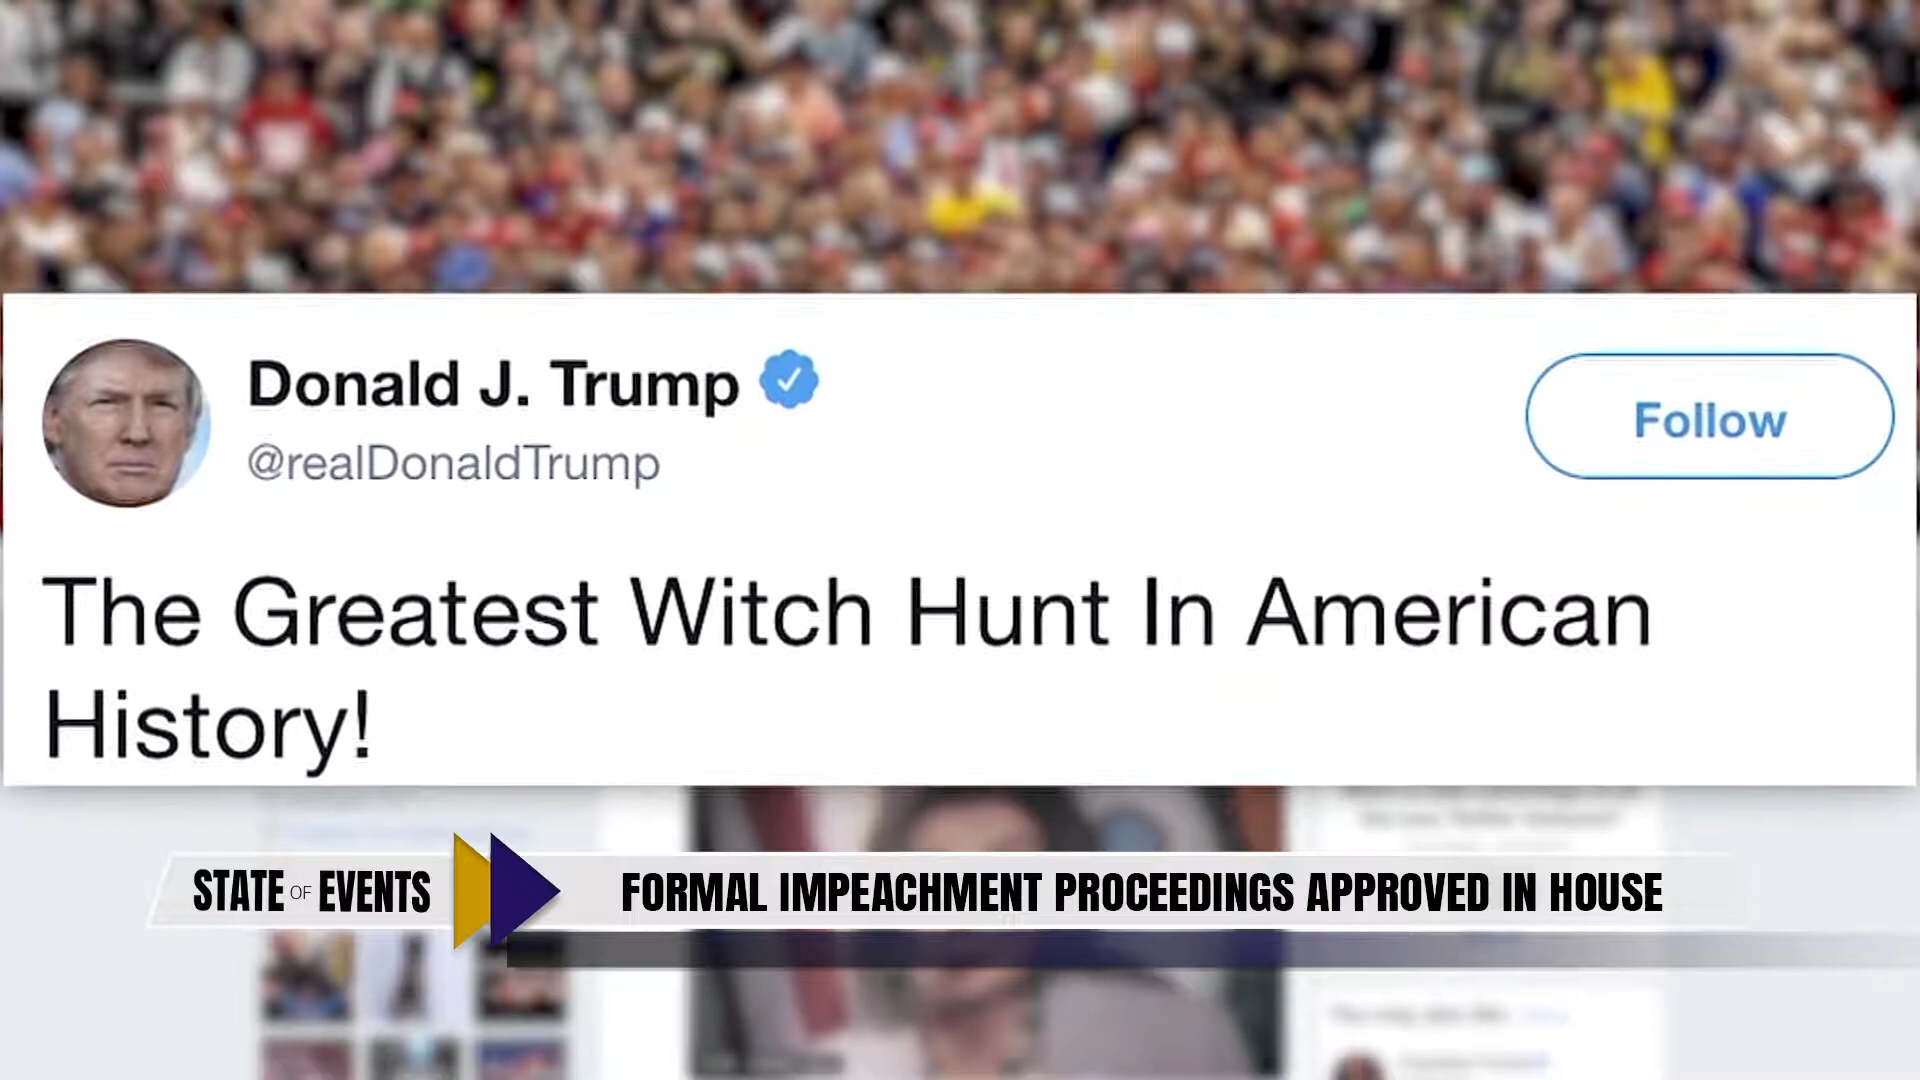 Donald J. Trump
@realDonaldTrump
Follow
The Greatest Witch Hunt In American
History!
STATE OF EVENTS
FORMAL IMPEACHMENT PROCEEDINGS APPROVED IN HOUSE